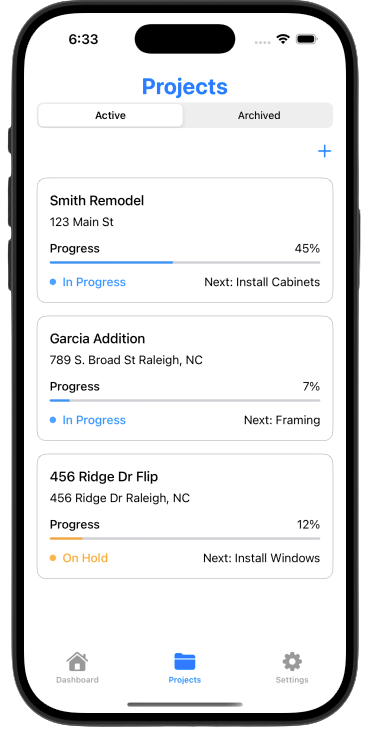 6:33
Projects
Active Archived
+
Smith Remodel
123 Main St
Progress 45%
In Progress Next: Install Cabinets
Garcia Addition
789 S. Broad St Raleigh, NC
Progress 7%
In Progress Next: Framing
456 Ridge Dr Flip
456 Ridge Dr Raleigh, NC
Progress 12%
On Hold Next: Install Windows
Dashboard Projects Settings